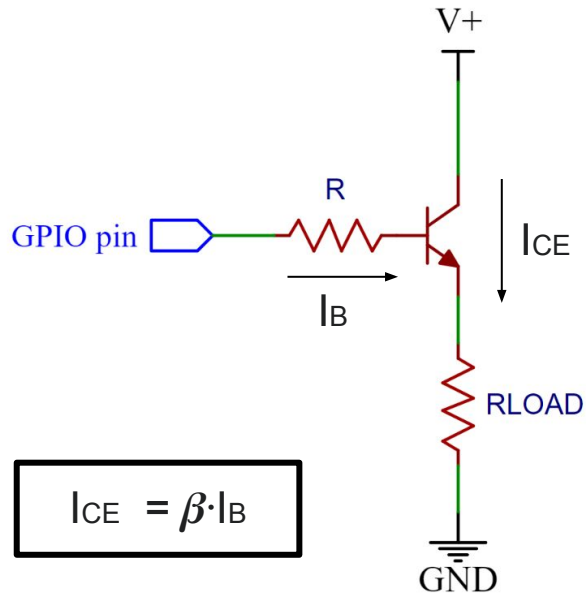 V+
R
GPIO pin
ICE
IB
RLOAD
ICE = β·IB
GND